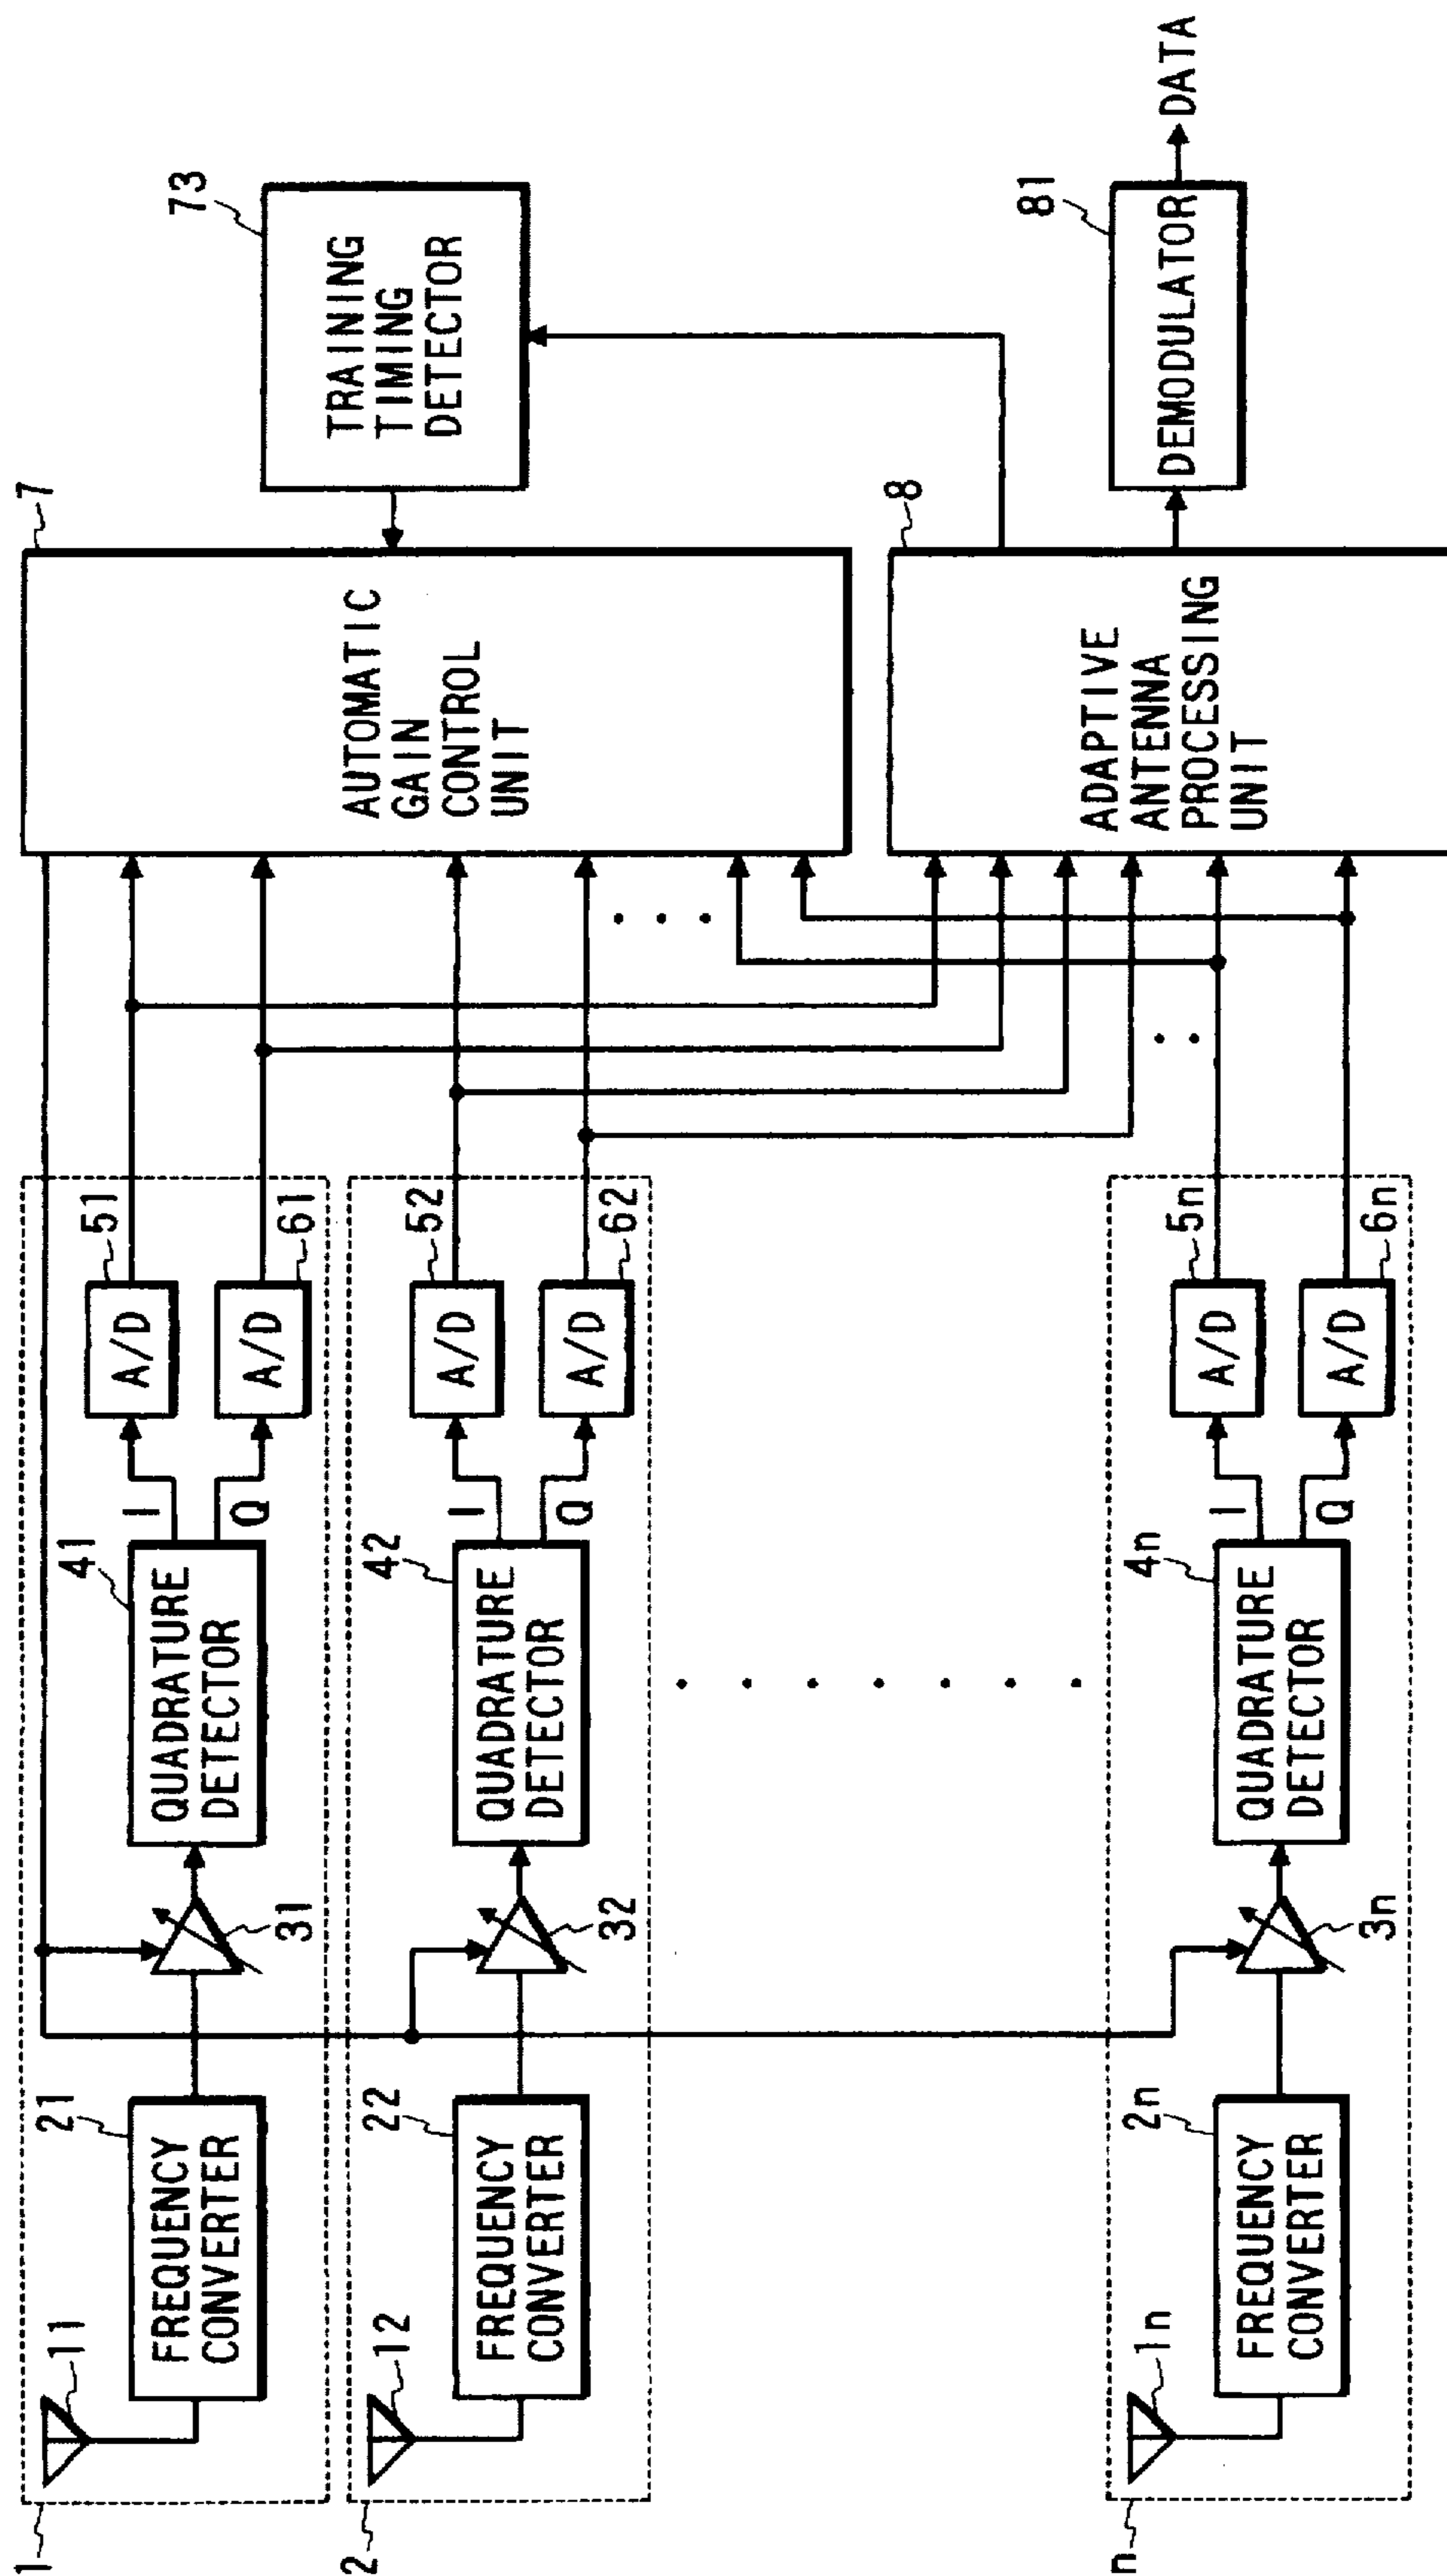 1
11
21
FREQUENCY
CONVERTER
31
41
QUADRATURE
DETECTOR
I
Q
51
A/D
61
A/D
2
12
22
FREQUENCY
CONVERTER
32
42
QUADRATURE
DETECTOR
I
Q
52
A/D
62
A/D
n
1n
2n
FREQUENCY
CONVERTER
3n
4n
QUADRATURE
DETECTOR
I
Q
5n
A/D
6n
A/D
7
AUTOMATIC
GAIN
CONTROL
UNIT
73
TRAINING
TIMING
DETECTOR
8
ADAPTIVE
ANTENNA
PROCESSING
UNIT
81
DEMODULATOR
DATA